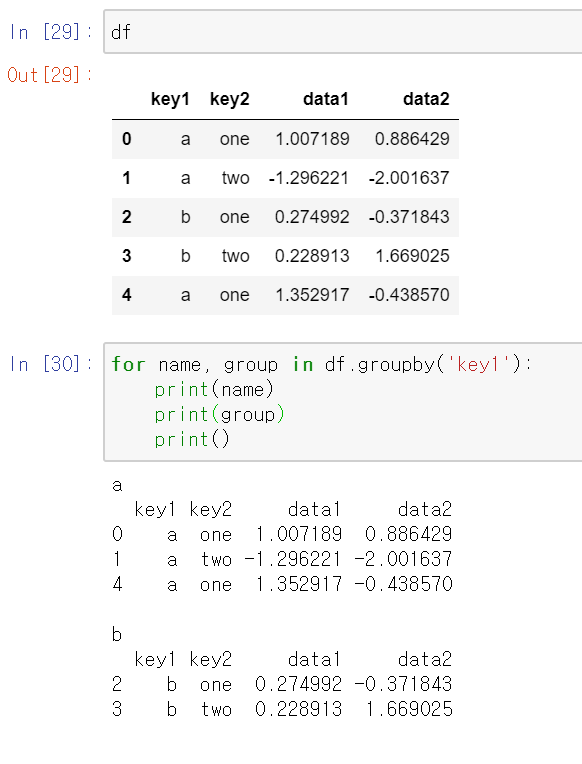 In [29]: df
Out[29]:
key1 key2 data1 data2
0 a one 1.007189 0.886429
1 a two -1.296221 -2.001637
2 b one 0.274992 -0.371843
3 b two 0.228913 1.669025
4 a one 1.352917 -0.438570
In [30]: for name, group in df.groupby('key1'):
    print(name)
    print(group)
    print()
a
  key1 key2     data1     data2
0    a  one  1.007189  0.886429
1    a  two -1.296221 -2.001637
4    a  one  1.352917 -0.438570
b
  key1 key2     data1     data2
2    b  one  0.274992 -0.371843
3    b  two  0.228913  1.669025